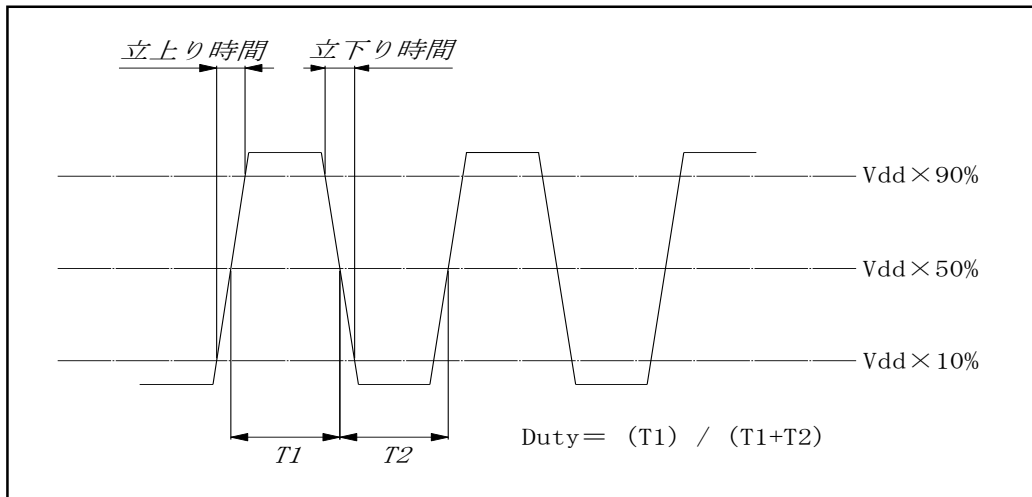 立上り時間
立下り時間
Vdd×90%
Vdd×50%
Vdd×10%
T1
T2
Duty＝ (T1) / (T1+T2)